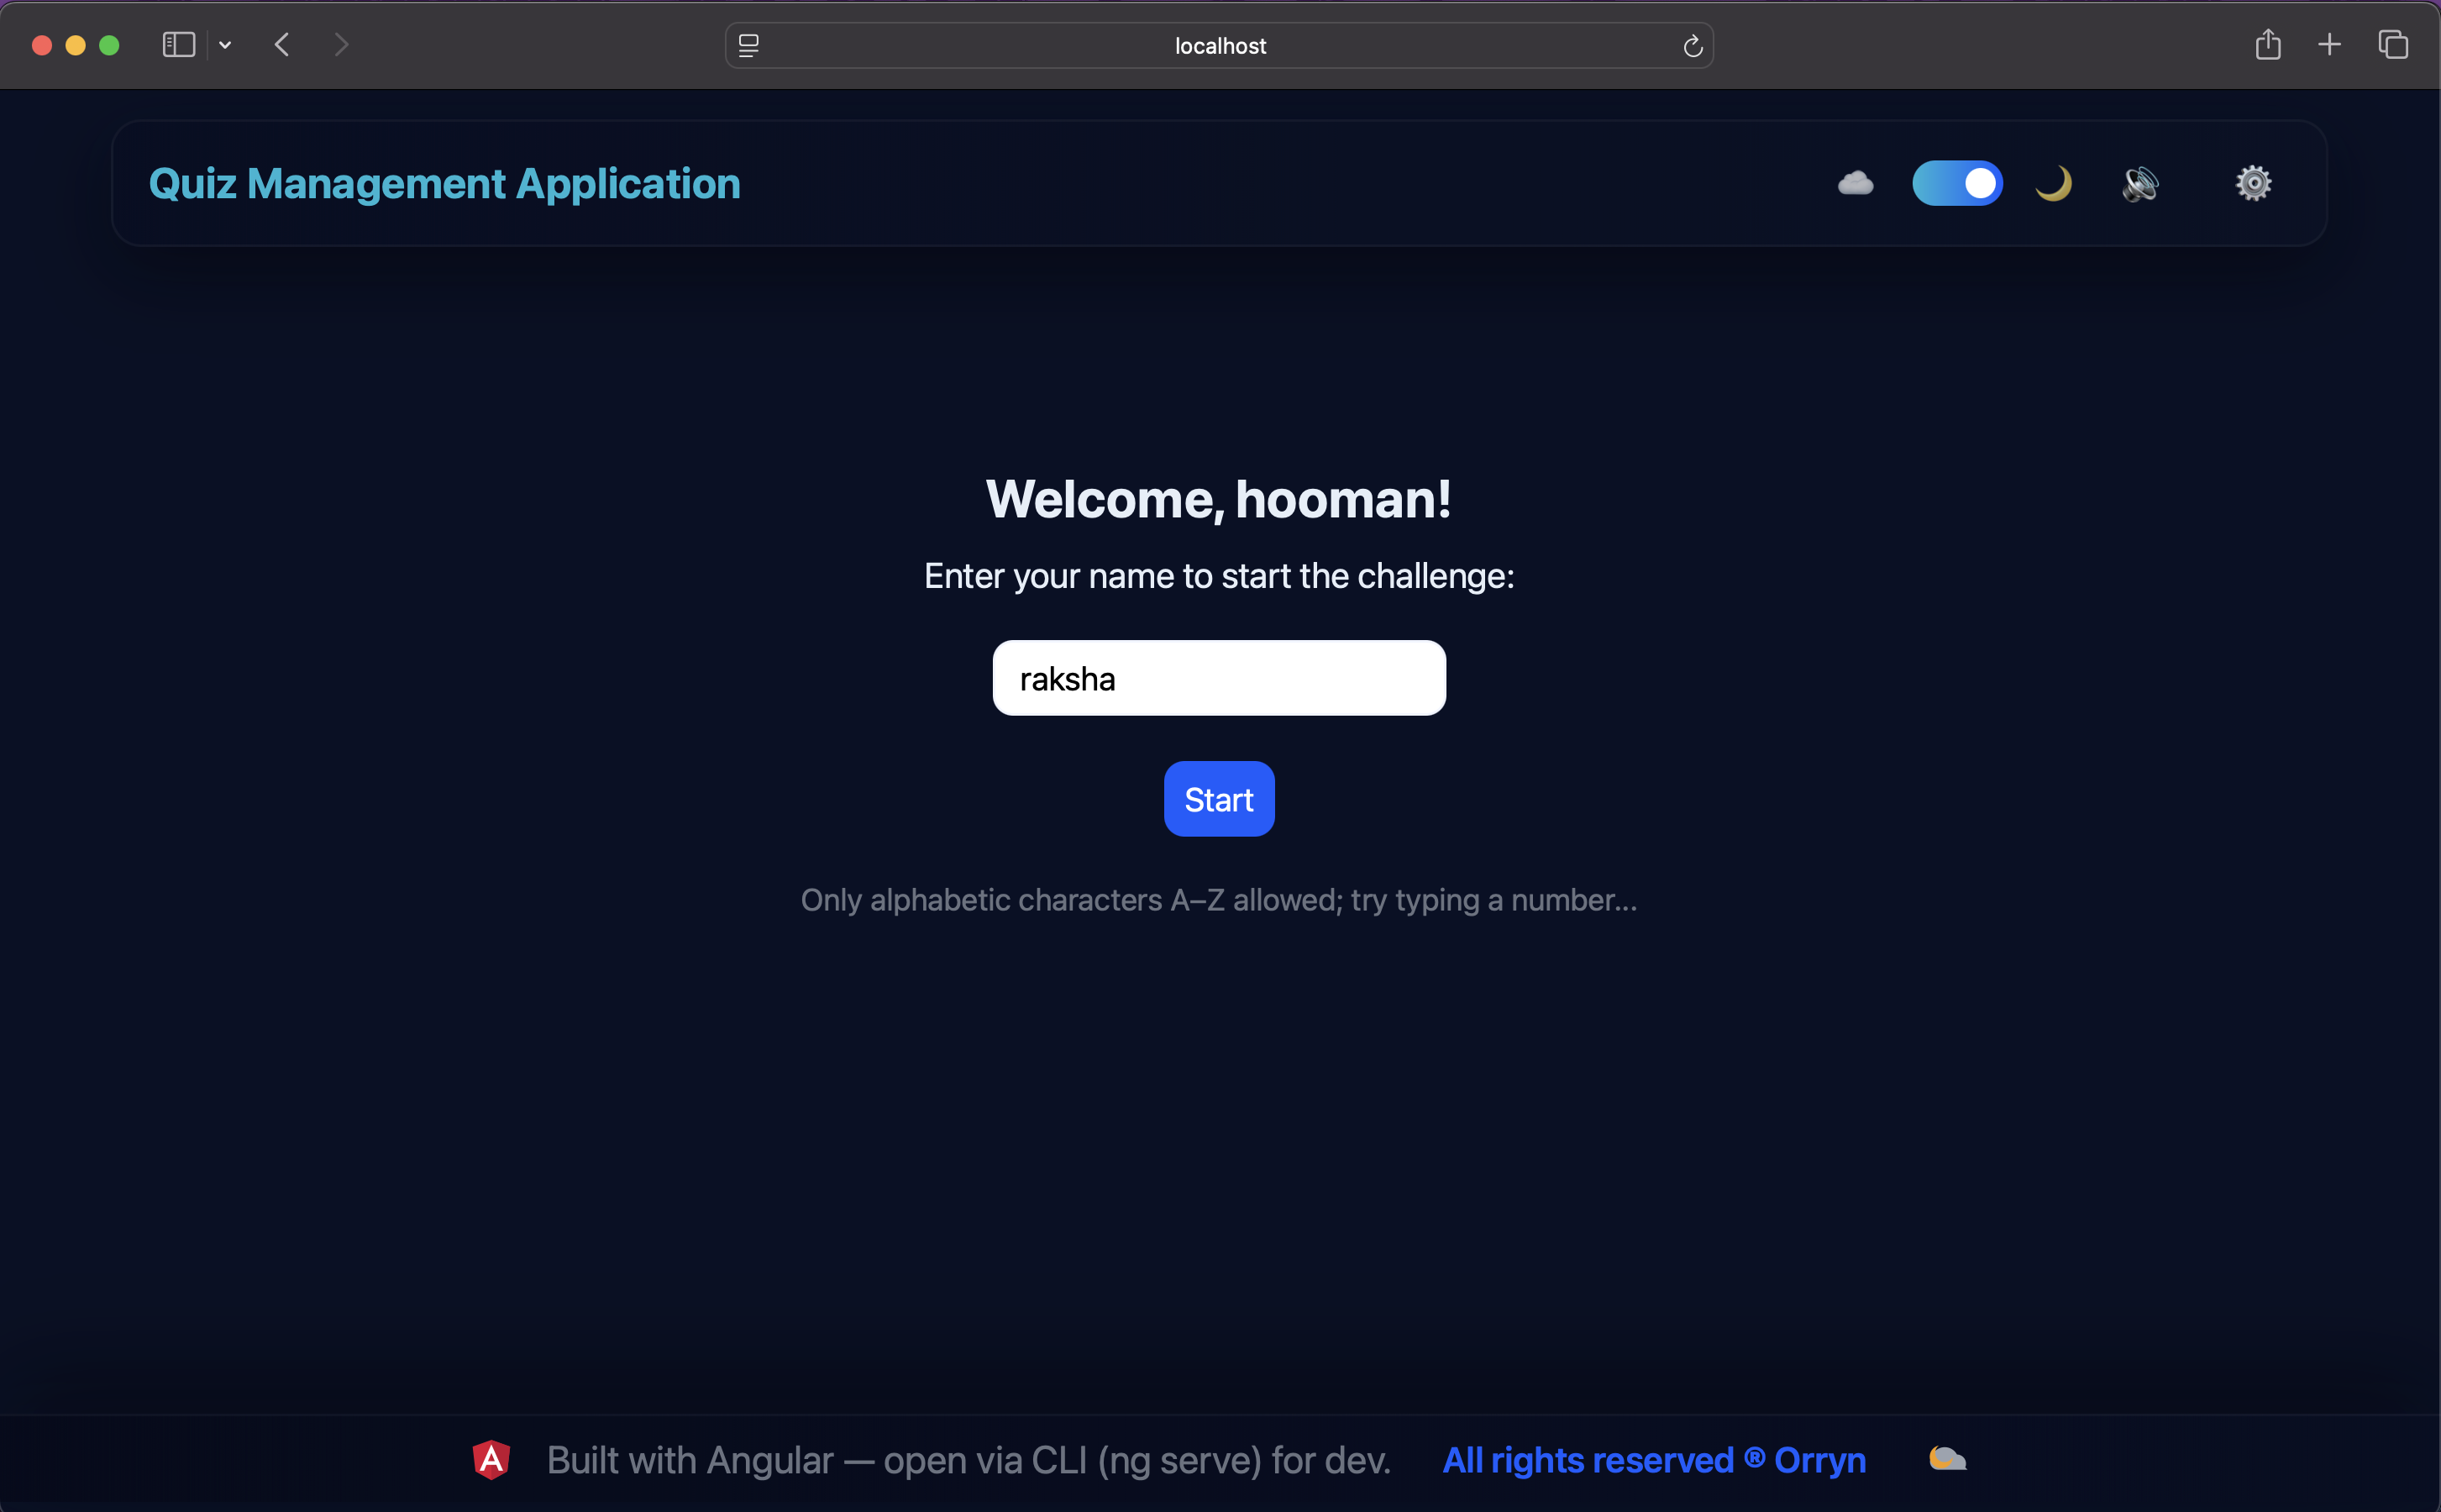 localhost
Quiz Management Application
Welcome, hooman!
Enter your name to start the challenge:
raksha
Start
Only alphabetic characters A–Z allowed; try typing a number...
A Built with Angular — open via CLI (ng serve) for dev. All rights reserved ® Orryn